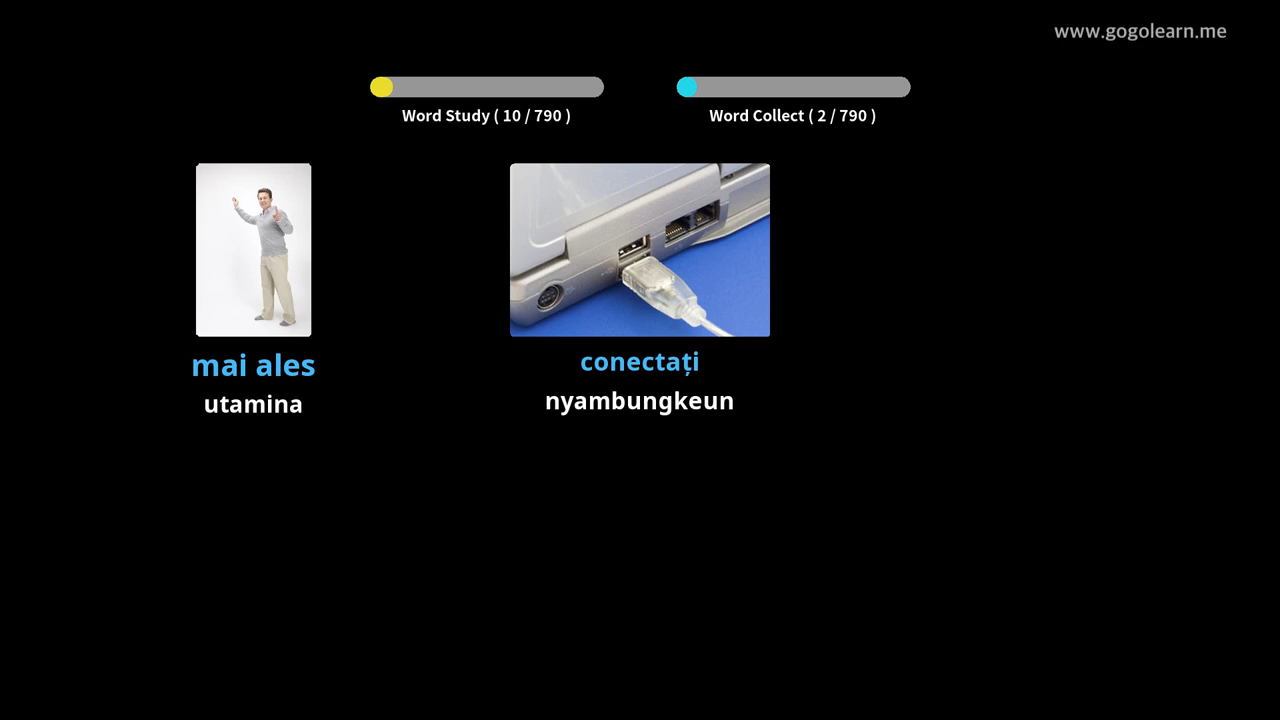 www.gogolearn.me
Word Study ( 10 / 790 )
Word Collect ( 2 / 790 )
mai ales
utamina
conectați
nyambungkeun